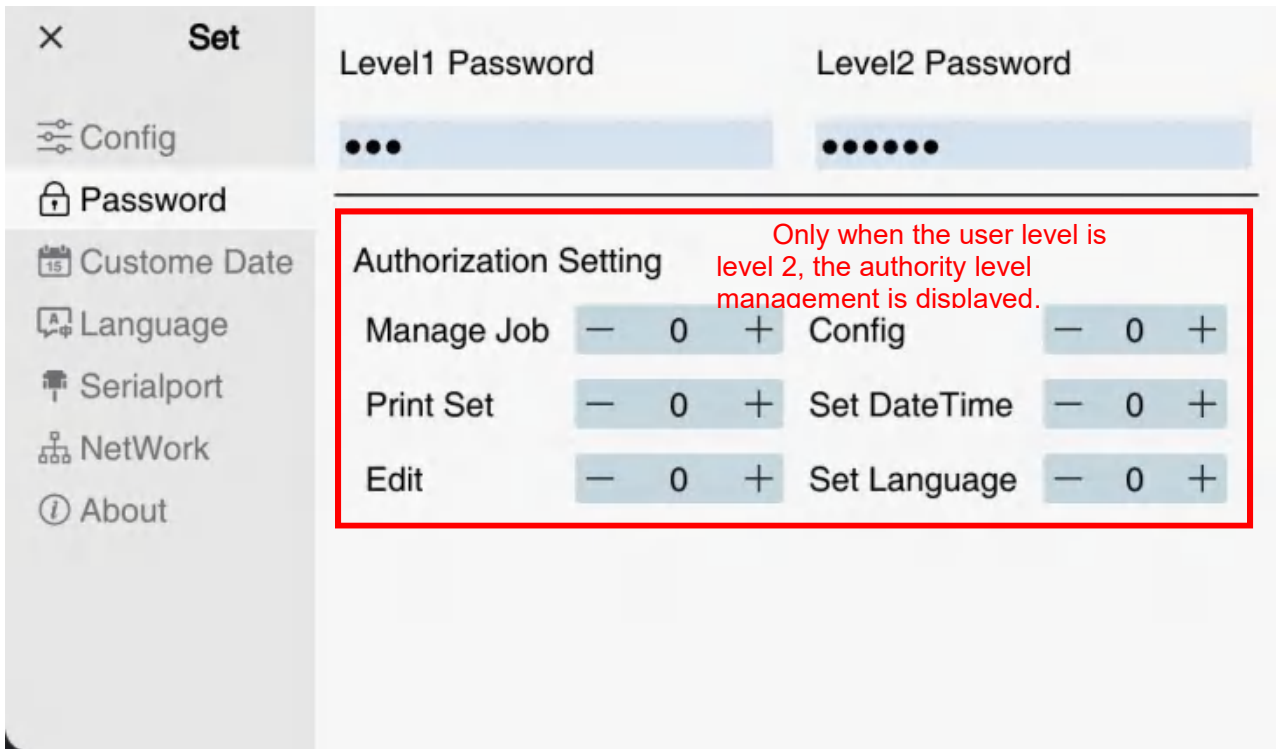 Set
Config
Password
15
Custome Date
A
Language
Serialport
NetWork
i
About
Level1 Password
Level2 Password
•••
••••••
Authorization Setting
Only when the user level is
level 2, the authority level
management is displayed.
Manage Job — 0 + Config — 0 +
Print Set — 0 + Set DateTime — 0 +
Edit — 0 + Set Language — 0 +